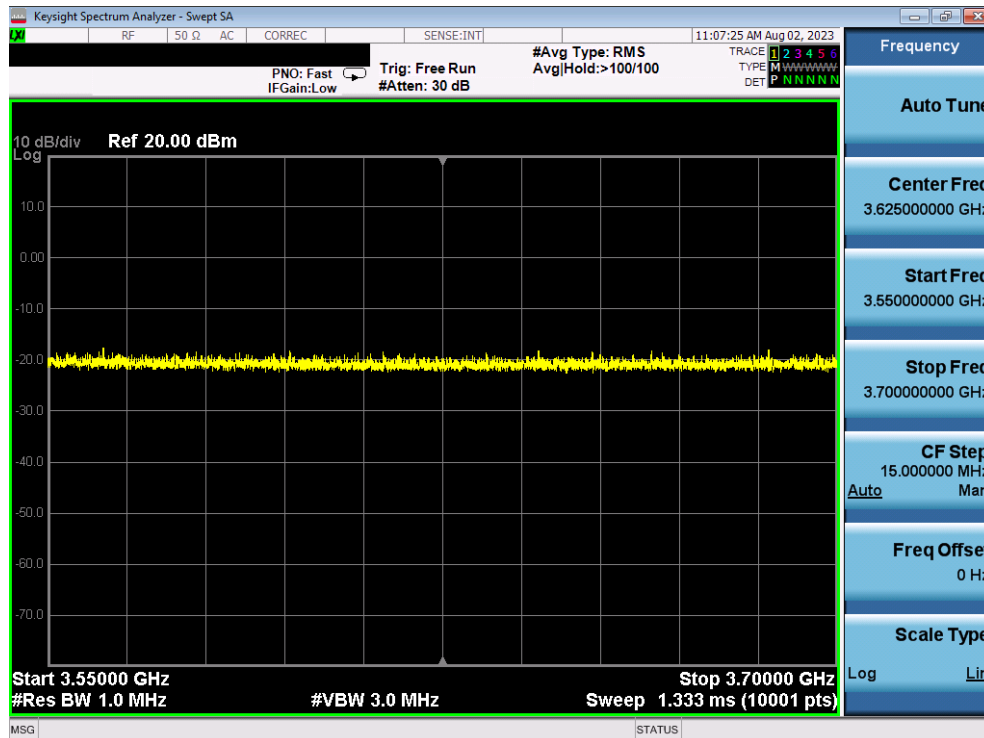 Keysight Spectrum Analyzer - Swept SA
LXI RF 50 Ω AC CORREC SENSE:INT 11:07:25 AM Aug 02, 2023
PNO: Fast
IFGain:Low
Trig: Free Run
#Atten: 30 dB
#Avg Type: RMS
Avg|Hold:>100/100
TRACE 1 2 3 4 5 6
TYPE M WWWWW
DET P N N N N N
10 dB/div Ref 20.00 dBm
Log
10.0
0.00
-10.0
-20.0
-30.0
-40.0
-50.0
-60.0
-70.0
Start 3.55000 GHz Stop 3.70000 GHz
#Res BW 1.0 MHz #VBW 3.0 MHz Sweep 1.333 ms (10001 pts)
MSG STATUS
Frequency
Auto Tune
Center Freq
3.625000000 GHz
Start Freq
3.550000000 GHz
Stop Freq
3.700000000 GHz
CF Step
15.000000 MHz
Auto Man
Freq Offset
0 Hz
Scale Type
Log Lin